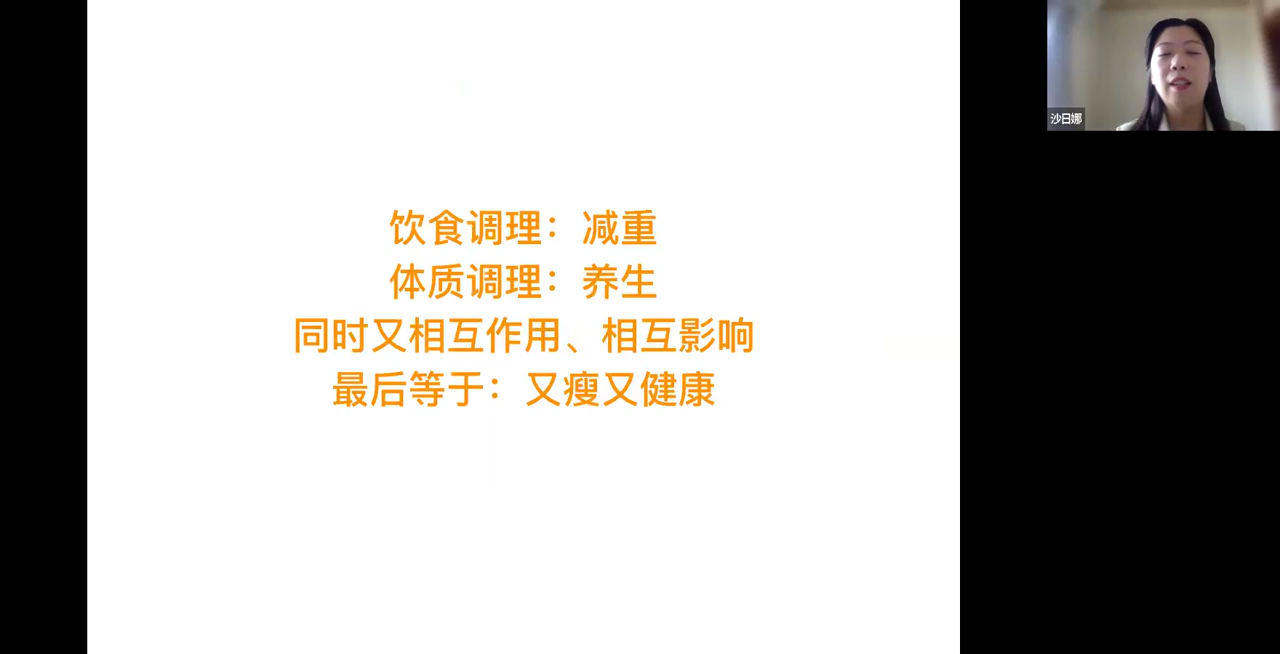 饮食调理：减重
体质调理：养生
同时又相互作用、相互影响
最后等于：又瘦又健康
沙日娜